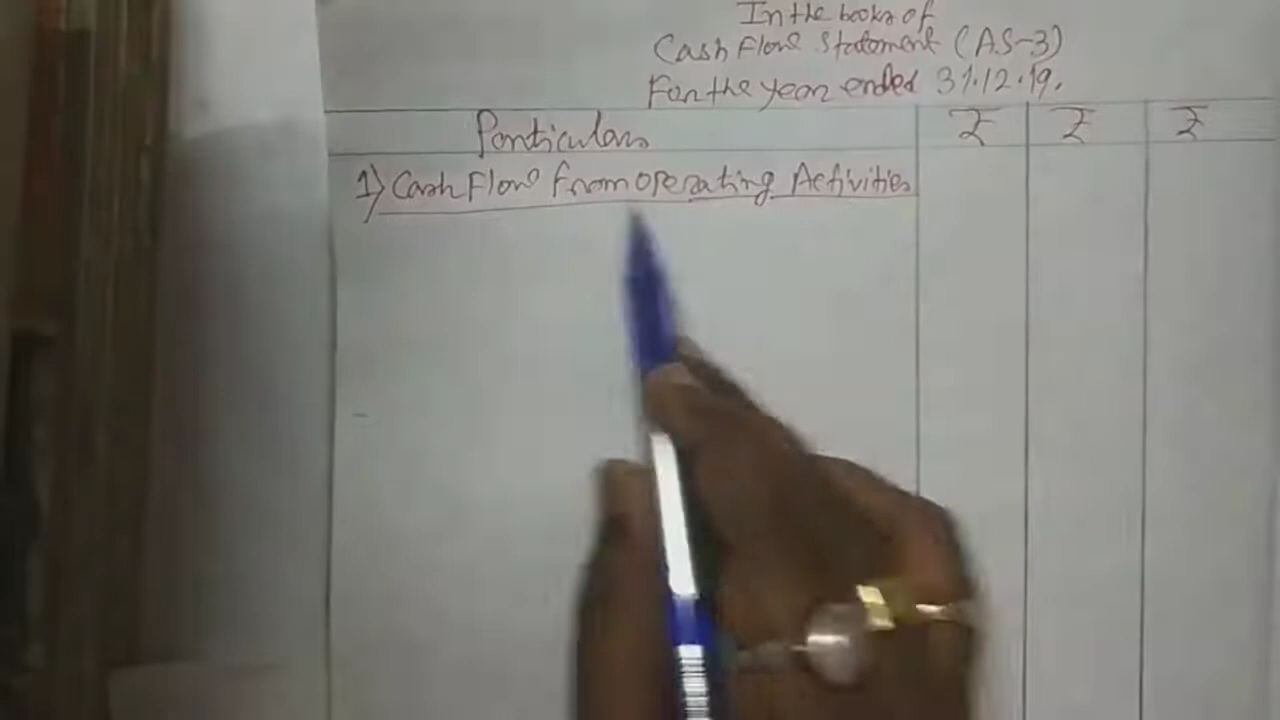 In the books of
Cash Flow Statement (AS-3)
For the year ended 31.12.19.
Particulars ₹ ₹ ₹
1) Cash Flow from operating Activities